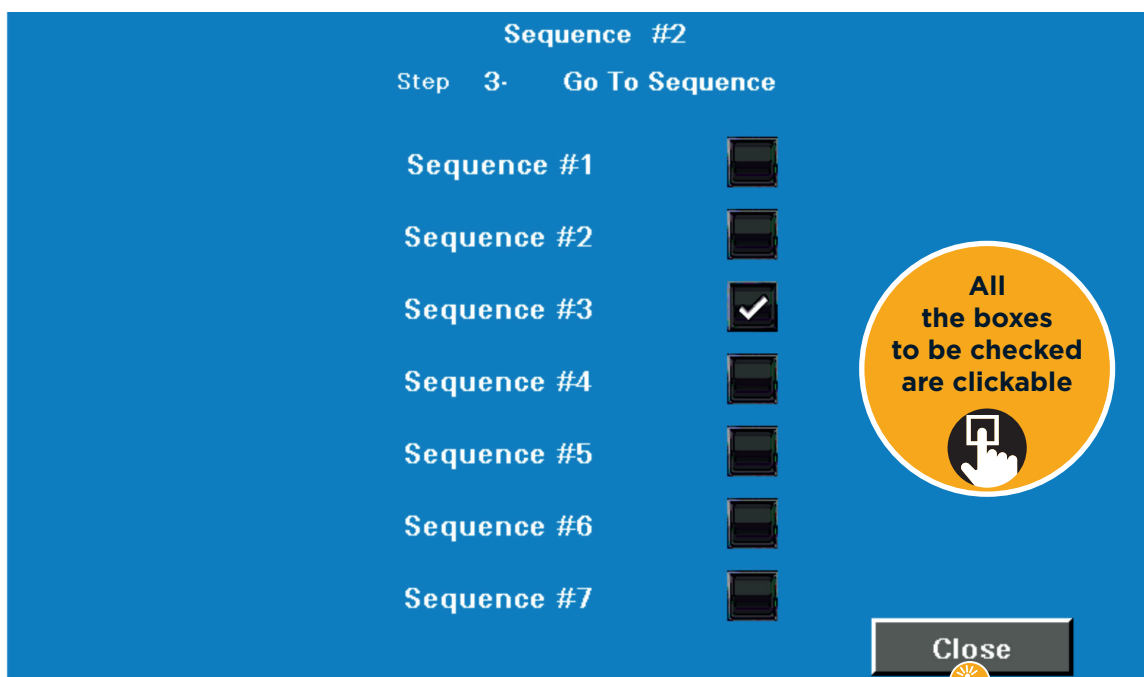 Sequence #2
Step 3- Go To Sequence
Sequence #1
Sequence #2
Sequence #3
Sequence #4
Sequence #5
Sequence #6
Sequence #7
All
the boxes
to be checked
are clickable
Close